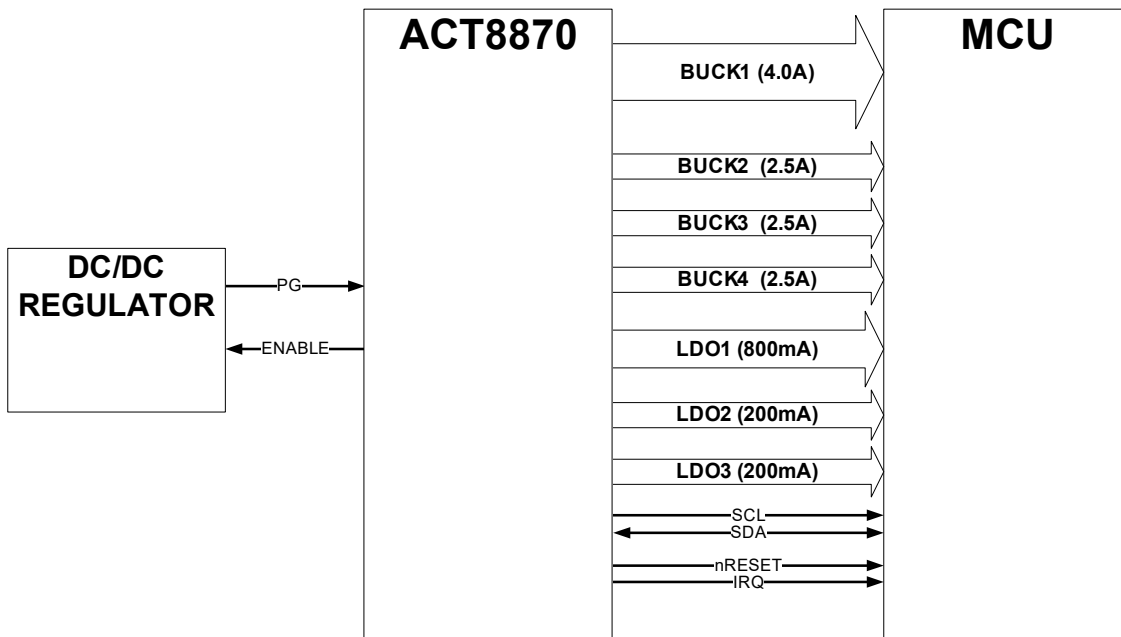 ACT8870
MCU
BUCK1 (4.0A)
BUCK2 (2.5A)
BUCK3 (2.5A)
DC/DC
REGULATOR
PG
BUCK4 (2.5A)
ENABLE
LDO1 (800mA)
LDO2 (200mA)
LDO3 (200mA)
SCL
SDA
nRESET
IRQ